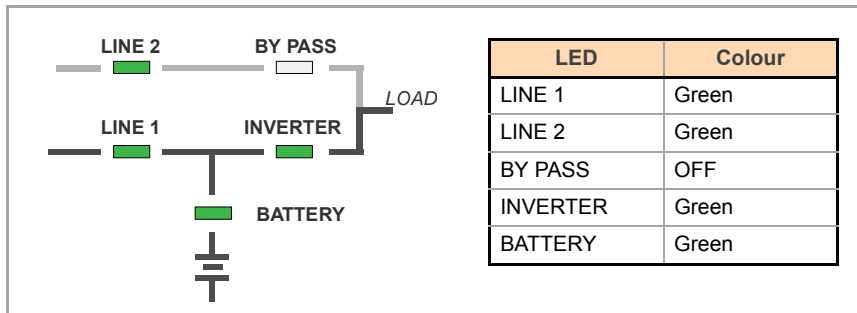 LINE 2
BY PASS
LOAD
LINE 1
INVERTER
BATTERY
LED Colour
LINE 1 Green
LINE 2 Green
BY PASS OFF
INVERTER Green
BATTERY Green